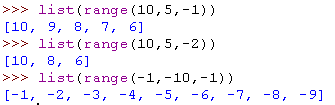 >>> list(range(10,5,-1))
[10, 9, 8, 7, 6]
>>> list(range(10,5,-2))
[10, 8, 6]
>>> list(range(-1,-10,-1))
[-1, -2, -3, -4, -5, -6, -7, -8, -9]